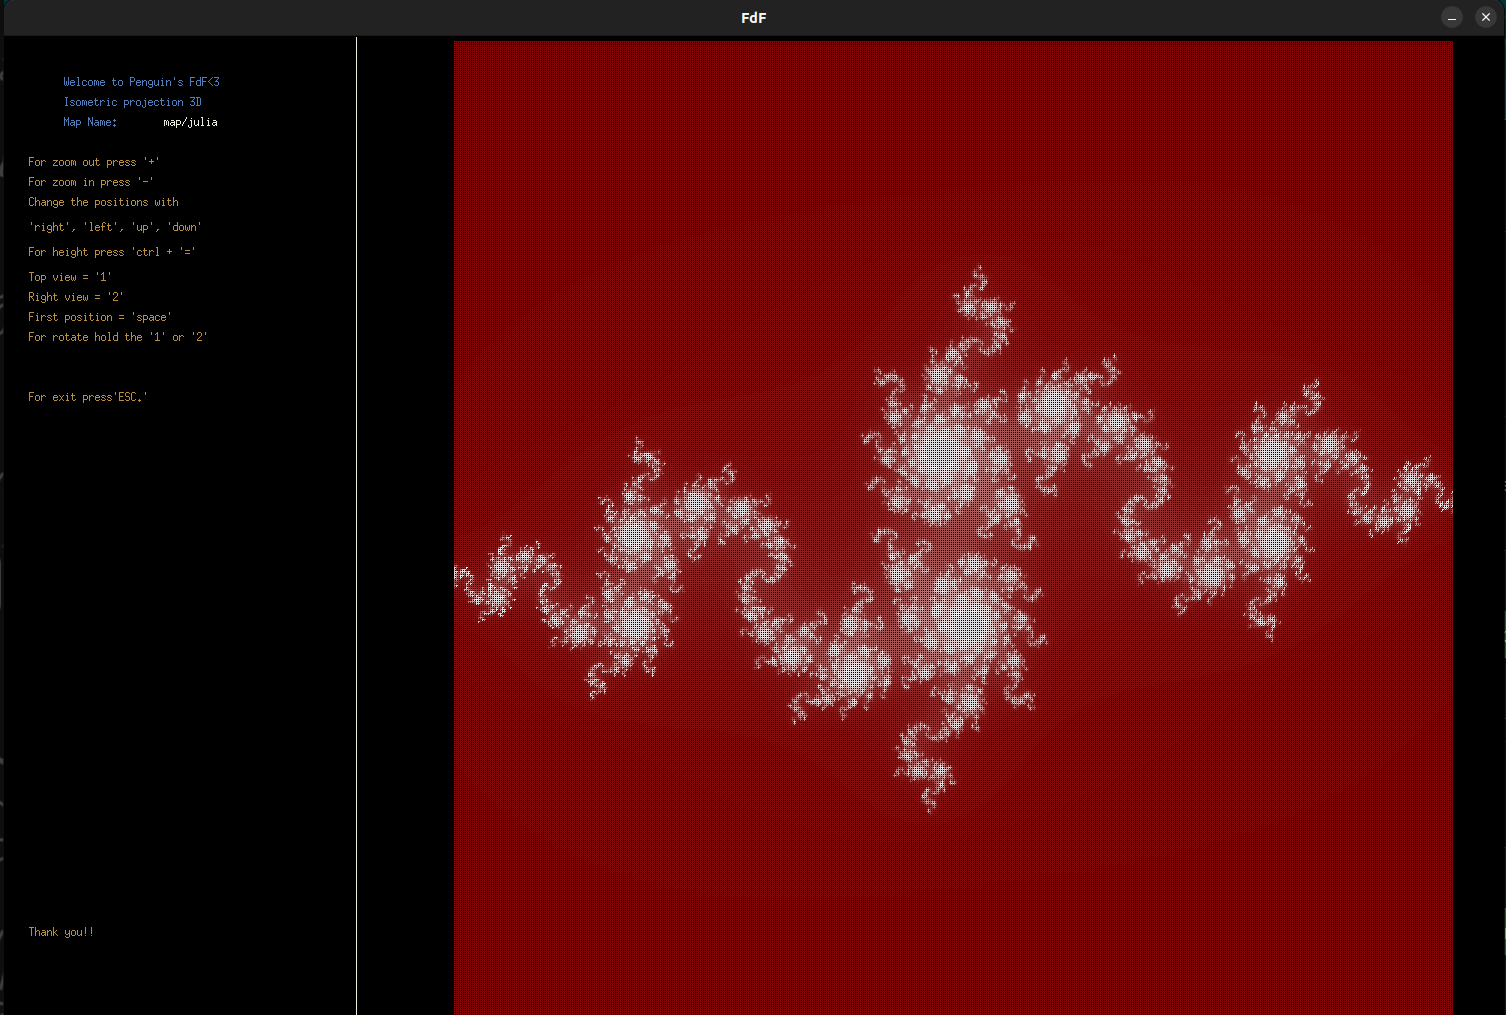 FdF
Welcome to Penguin's FdF<3
Isometric projection 3D
Map Name: map/julia
For zoom out press '+'
For zoom in press '-'
Change the positions with
'right', 'left', 'up', 'down'
For height press 'ctrl + '='
Top view = '1'
Right view = '2'
First position = 'space'
For rotate hold the '1' or '2'
For exit press'ESC.'
Thank you!!